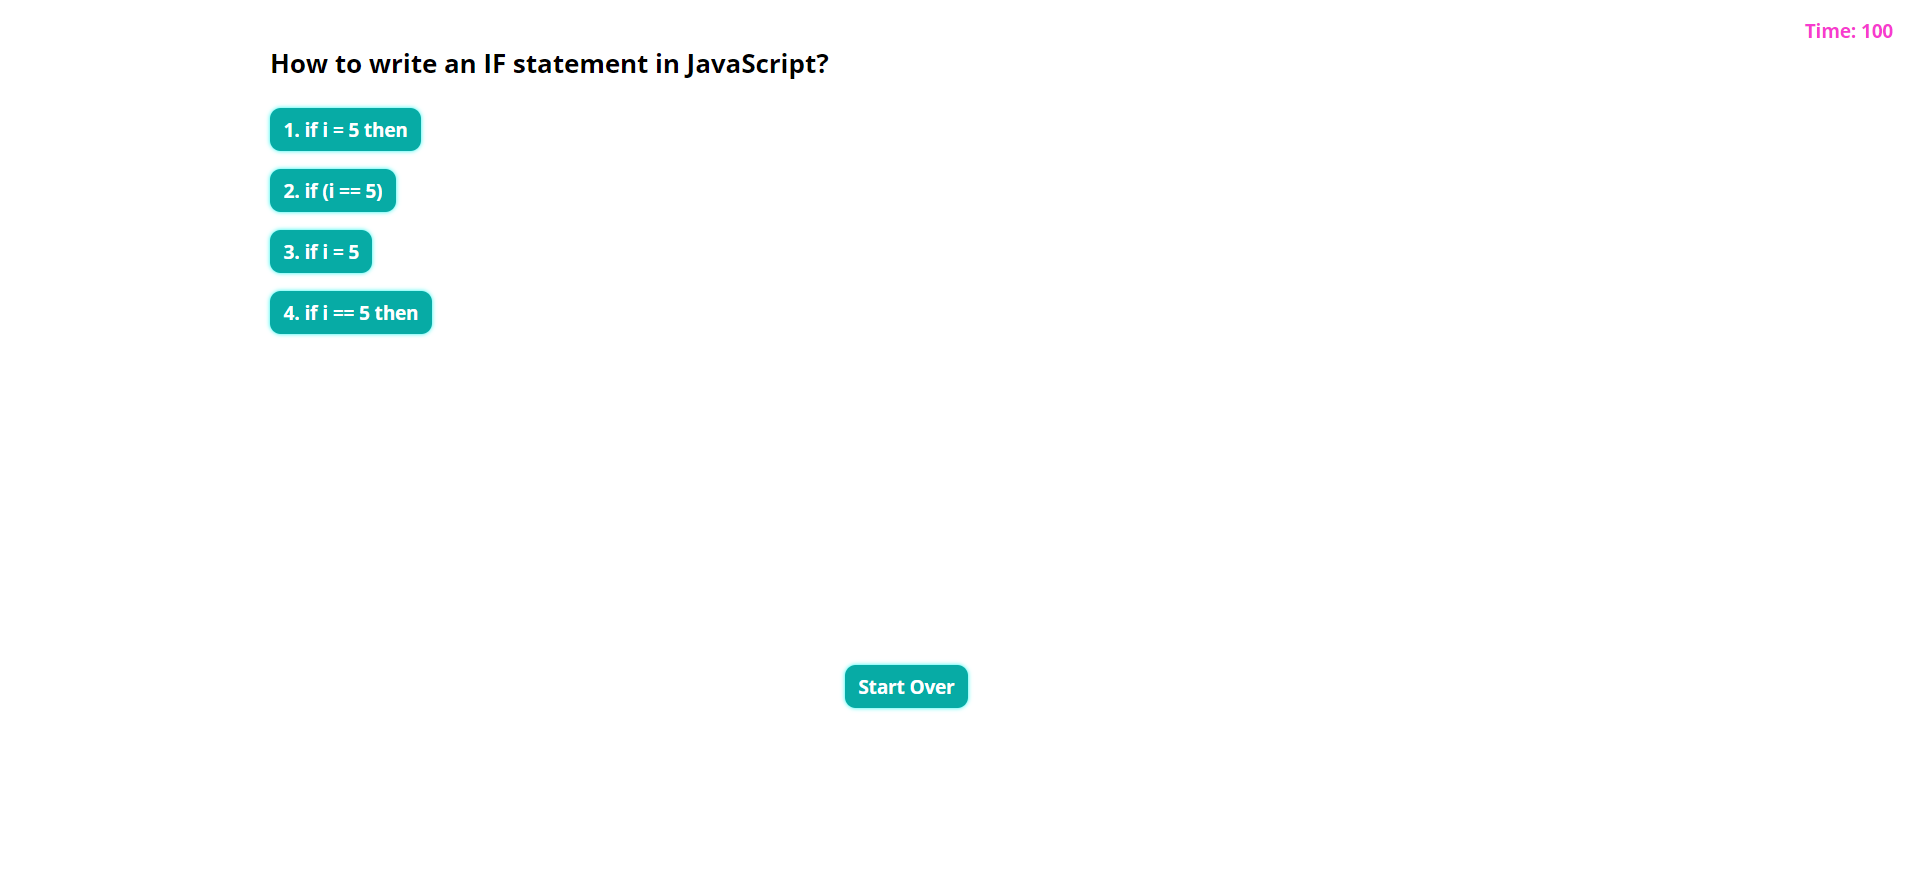 Time: 100
How to write an IF statement in JavaScript?
1. if i = 5 then
2. if (i == 5)
3. if i = 5
4. if i == 5 then
Start Over